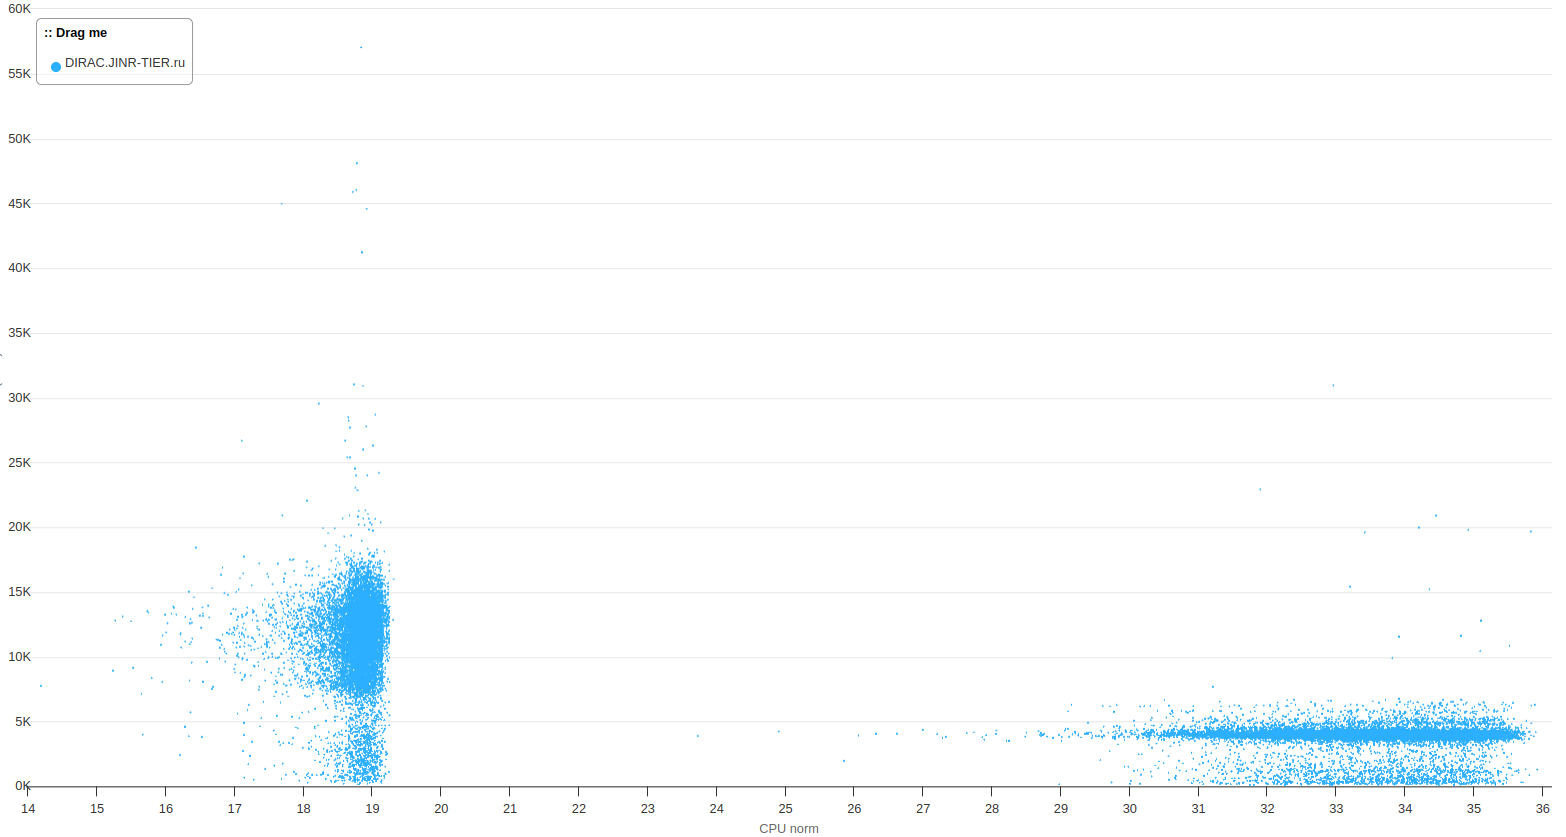 60K
:: Drag me
DIRAC.JINR-TIER.ru
55K
50K
45K
40K
35K
30K
25K
20K
15K
10K
5K
0K
14 15 16 17 18 19 20 21 22 23 24 25 26 27 28 29 30 31 32 33 34 35 36
CPU norm